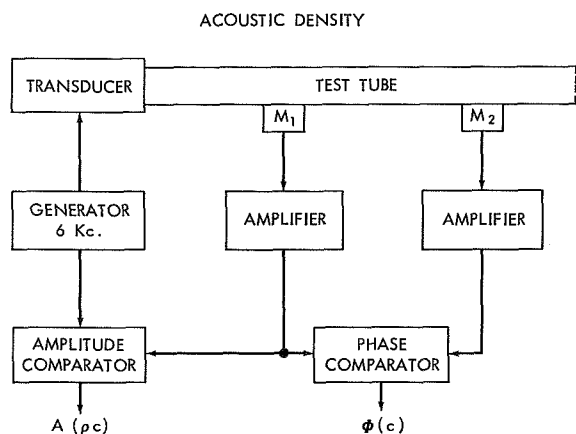 ACOUSTIC DENSITY
TRANSDUCER
TEST TUBE
M1
M2
GENERATOR
6 Kc.
AMPLIFIER
AMPLIFIER
AMPLITUDE
COMPARATOR
PHASE
COMPARATOR
A (ρc)
ϕ(c)